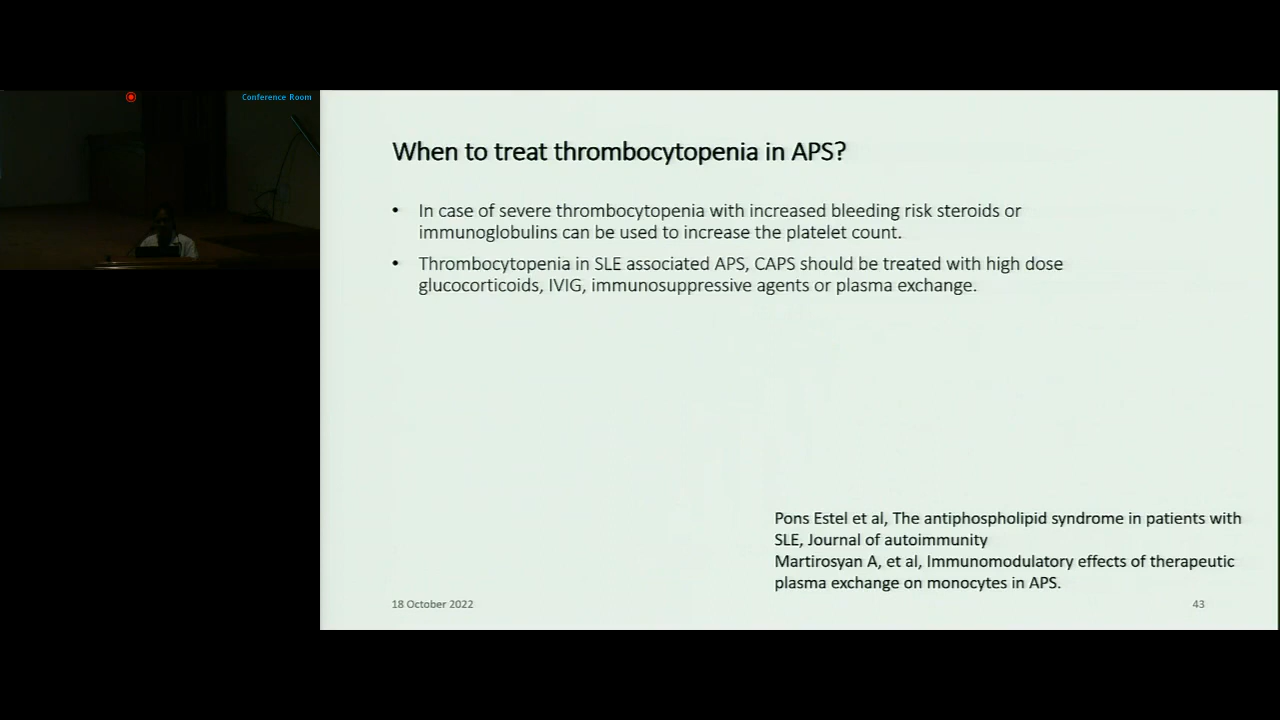 Conference Room
When to treat thrombocytopenia in APS?
• In case of severe thrombocytopenia with increased bleeding risk steroids or
immunoglobulins can be used to increase the platelet count.
• Thrombocytopenia in SLE associated APS, CAPS should be treated with high dose
glucocorticoids, IVIG, immunosuppressive agents or plasma exchange.
Pons Estel et al, The antiphospholipid syndrome in patients with
SLE, Journal of autoimmunity
Martirosyan A, et al, Immunomodulatory effects of therapeutic
plasma exchange on monocytes in APS.
18 October 2022
43